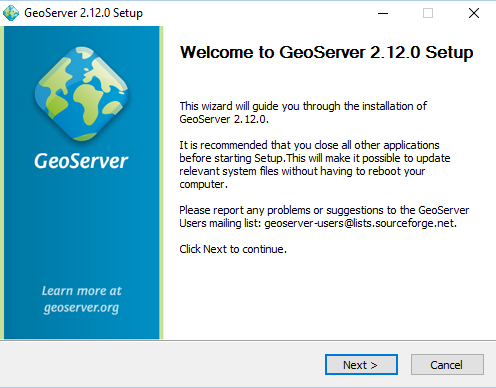 GeoServer 2.12.0 Setup
Welcome to GeoServer 2.12.0 Setup
This wizard will guide you through the installation of
GeoServer 2.12.0.
It is recommended that you close all other applications
before starting Setup.This will make it possible to update
relevant system files without having to reboot your
computer.
Please report any problems or suggestions to the GeoServer
Users mailing list: geoserver-users@lists.sourceforge.net.
Click Next to continue.
GeoServer
Learn more at
geoserver.org
Next >
Cancel